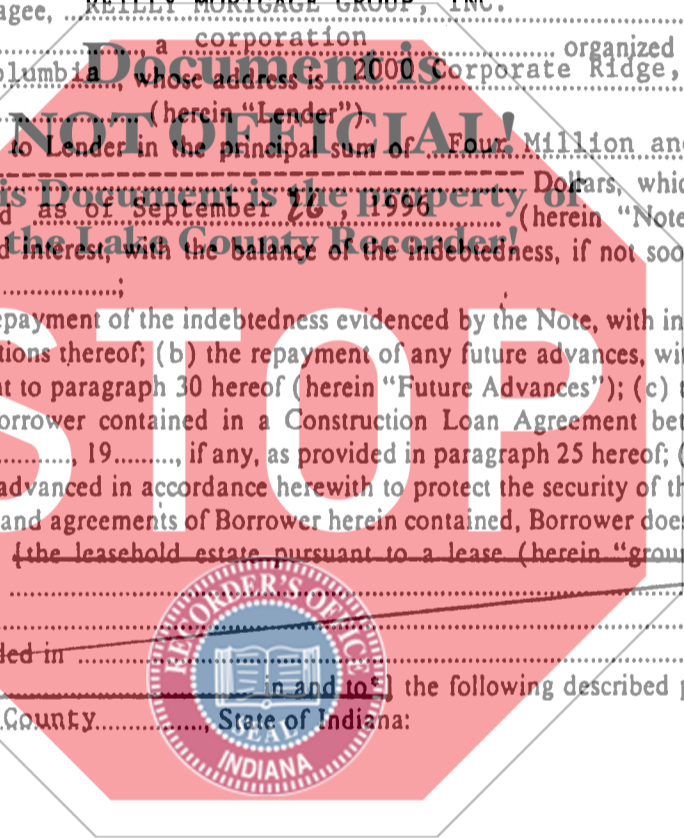 agee, REILLY MORTGAGE GROUP, INC.
, a corporation organized
olumbia, whose address is 2000 Corporate Ridge,
(herein "Lender").
to Lender in the principal sum of Four Million and
Dollars, whic
d as of September 26, 1996 (herein "Note
d interest, with the balance of the indebtedness, if not soo
;
epayment of the indebtedness evidenced by the Note, with in
tions thereof; (b) the repayment of any future advances, wi
nt to paragraph 30 hereof (herein "Future Advances"); (c)
orrower contained in a Construction Loan Agreement bet
, 19........, if any, as provided in paragraph 25 hereof; (
advanced in accordance herewith to protect the security of th
and agreements of Borrower herein contained, Borrower does
[the leasehold estate pursuant to a lease (herein "grou
ded in
in and to*] the following described p
County, State of Indiana:
Document is
NOT OFFICIAL!
is Document is the property of
the Lake County Recorder!
STOP
RECORDER'S OFFICE
SEAL
INDIANA